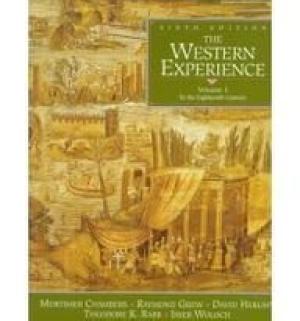 SIXTH EDITION
THE
WESTERN
EXPERIENCE
Volume I
To the Eighteenth Century
MORTIMER CHAMBERS · RAYMOND GREW · DAVID HERLIHY
THEODORE K. RABB · ISSER WOLOCH